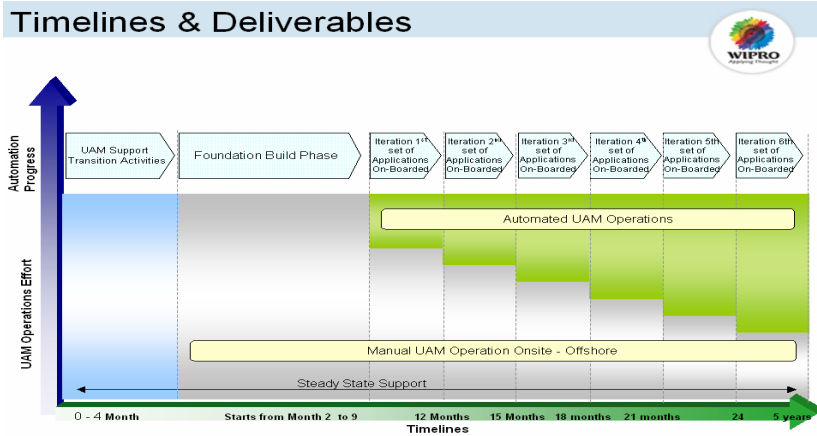 Timelines & Deliverables
WIPRO
Applying Thought
Automation
Progress
UAM Operations Effort
UAM Support
Transition Activities
Foundation Build Phase
Iteration 1st
set of
Applications
On-Boarded
Iteration 2nd
set of
Applications
On-Boarded
Iteration 3rd
set of
Applications
On-Boarded
Iteration 4th
set of
Applications
On-Boarded
Iteration 5th
set of
Applications
On-Boarded
Iteration 6th
set of
Applications
On-Boarded
Automated UAM Operations
Manual UAM Operation Onsite - Offshore
Steady State Support
0 - 4 Month
Starts from Month 2 to 9
12 Months
15 Months
18 months
21 months
24
5 years
Timelines